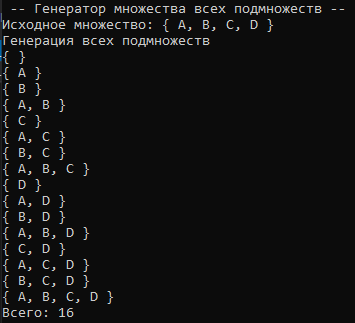 -- Генератор множества всех подмножеств --
Исходное множество: { A, B, C, D }
Генерация всех подмножеств
{ }
{ A }
{ B }
{ A, B }
{ C }
{ A, C }
{ B, C }
{ A, B, C }
{ D }
{ A, D }
{ B, D }
{ A, B, D }
{ C, D }
{ A, C, D }
{ B, C, D }
{ A, B, C, D }
Всего: 16